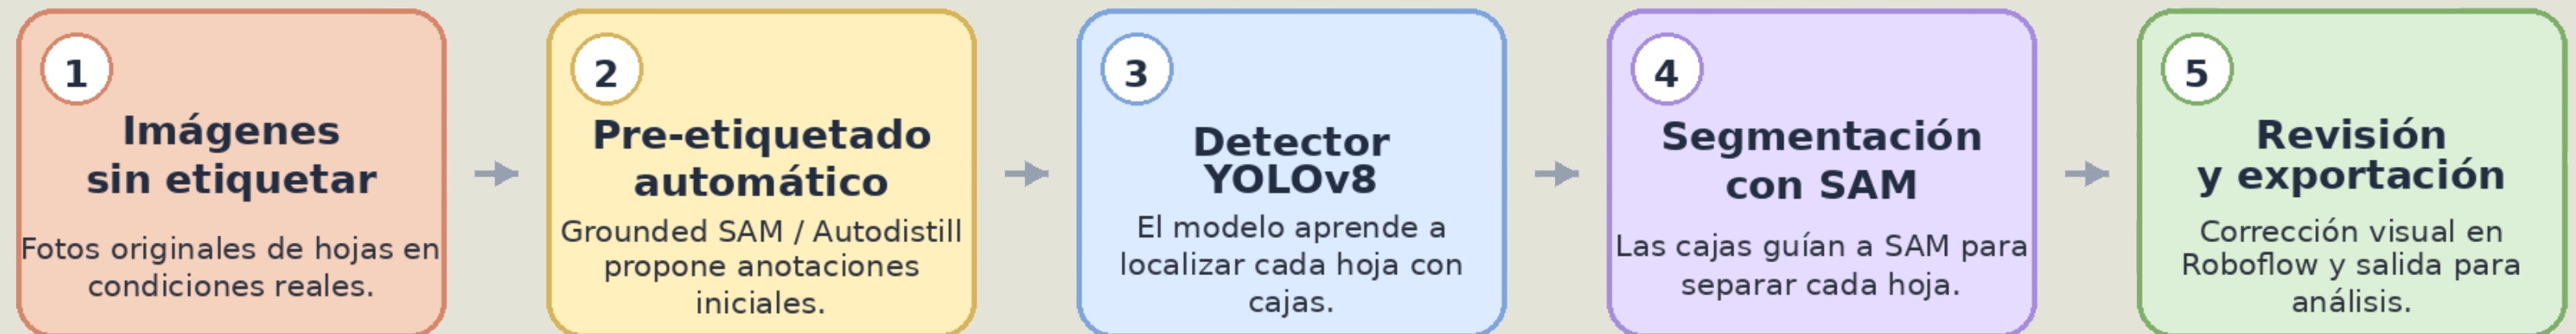 1
Imágenes
sin etiquetar
Fotos originales de hojas en
condiciones reales.
2
Pre-etiquetado
automático
Grounded SAM / Autodistill
propone anotaciones
iniciales.
3
Detector
YOLOv8
El modelo aprende a
localizar cada hoja con
cajas.
4
Segmentación
con SAM
Las cajas guían a SAM para
separar cada hoja.
5
Revisión
y exportación
Corrección visual en
Roboflow y salida para
análisis.